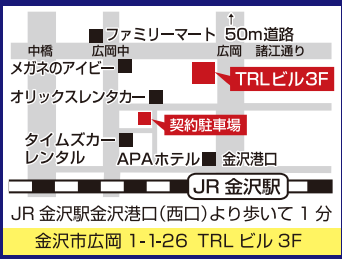 ↑
ファミリーマート 50m道路
中橋 広岡中 広岡 諸江通り
メガネのアイビー
TRLビル3F
オリックスレンタカー
契約駐車場
タイムズカー
レンタル
APAホテル 金沢港口
JR 金沢駅
JR 金沢駅金沢港口(西口)より歩いて 1 分
金沢市広岡 1-1-26 TRL ビル 3F